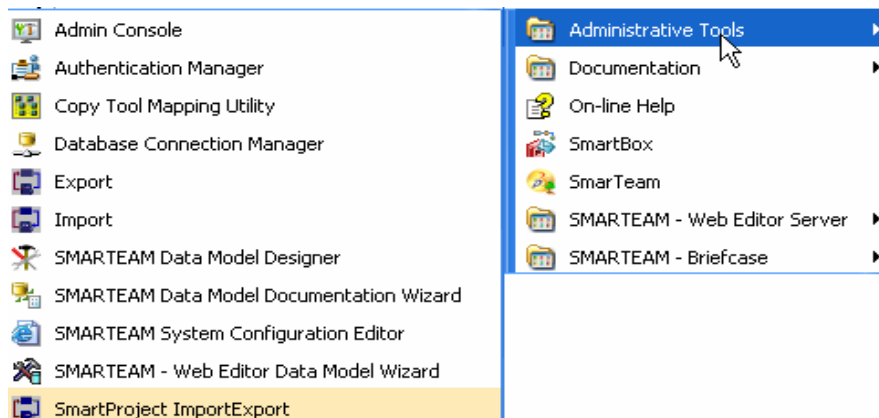 Admin Console
Authentication Manager
Copy Tool Mapping Utility
Database Connection Manager
Export
Import
SMARTEAM Data Model Designer
SMARTEAM Data Model Documentation Wizard
SMARTEAM System Configuration Editor
SMARTEAM - Web Editor Data Model Wizard
SmartProject ImportExport
Administrative Tools
Documentation
On-line Help
SmartBox
SmarTeam
SMARTEAM - Web Editor Server
SMARTEAM - Briefcase